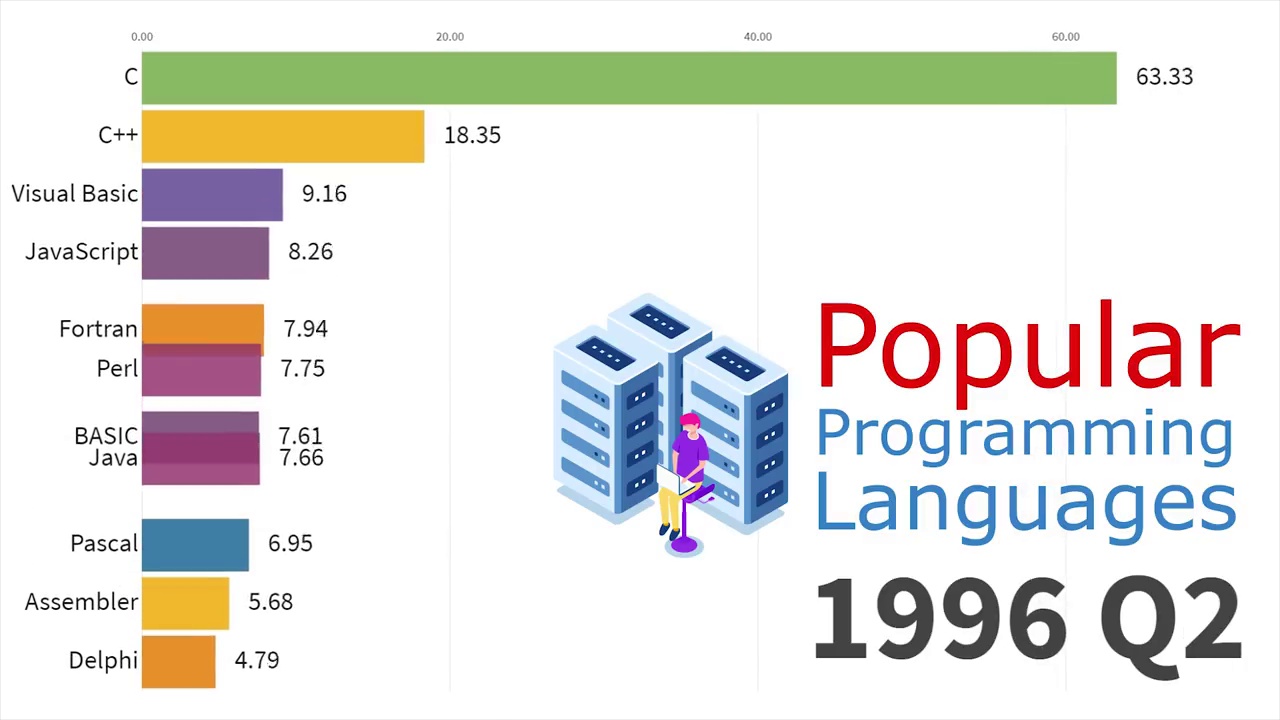 0.00 20.00 40.00 60.00
C 63.33
C++ 18.35
Visual Basic 9.16
JavaScript 8.26
Fortran 7.94
Perl 7.75
BASIC 7.61
Java 7.66
Pascal 6.95
Assembler 5.68
Delphi 4.79
Popular
Programming
Languages
1996 Q2